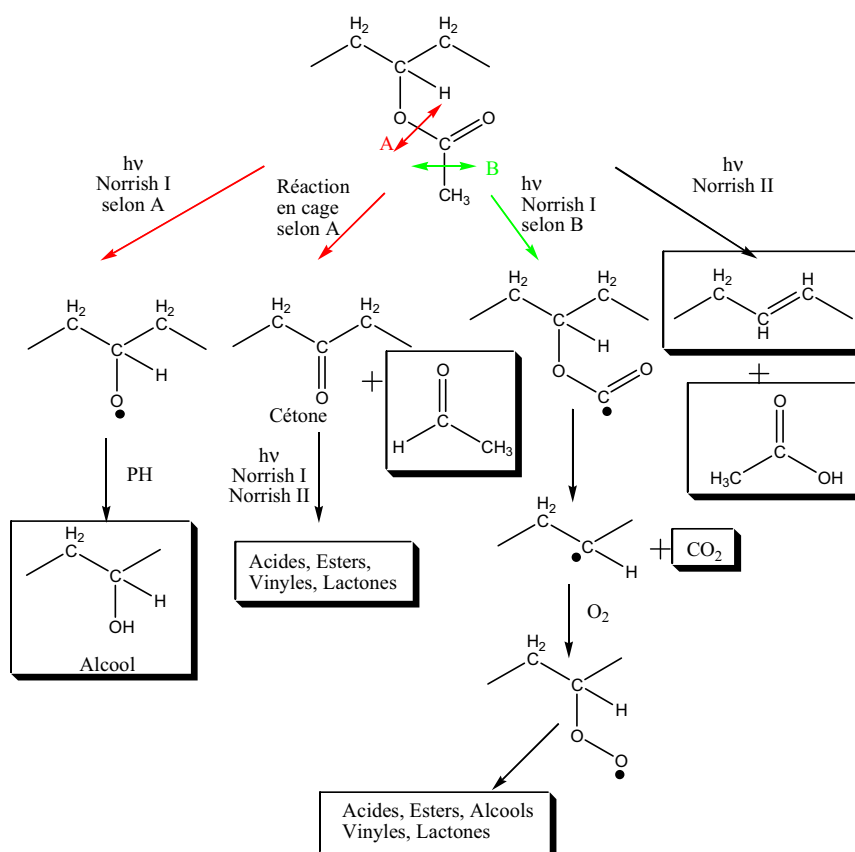 H2
C
H2
C
C
H
O
O
C
A
B
CH3
hν
Norrish I
selon A
Réaction
en cage
selon A
hν
Norrish I
selon B
hν
Norrish II
H2
C
H2
C
C
H
O
H2
C
H2
C
C
O
Cétone
+
O
C
H
CH3
H2
C
H2
C
C
H
O
O
C
H2
C
H
C
C
H
+
O
C
H3C
OH
PH
hν
Norrish I
Norrish II
H2
C
C
H
OH
Alcool
Acides, Esters,
Vinyles, Lactones
H2
C
C
H
+
CO2
O2
H2
C
C
H
O
O
Acides, Esters, Alcools
Vinyles, Lactones